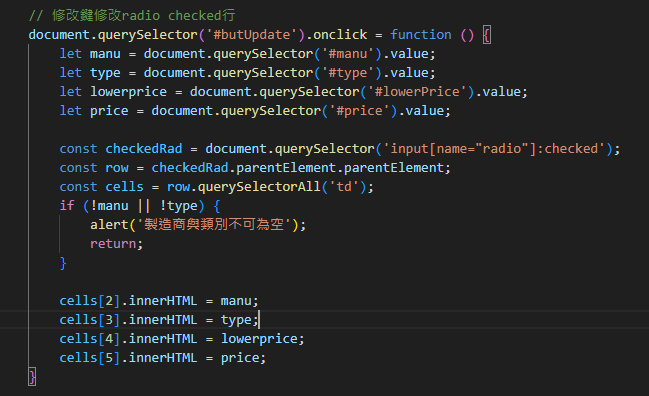 // 修改鍵修改radio checked行
document.querySelector('#butUpdate').onclick = function () {
    let manu = document.querySelector('#manu').value;
    let type = document.querySelector('#type').value;
    let lowerprice = document.querySelector('#lowerPrice').value;
    let price = document.querySelector('#price').value;

    const checkedRad = document.querySelector('input[name="radio"]:checked');
    const row = checkedRad.parentElement.parentElement;
    const cells = row.querySelectorAll('td');
    if (!manu || !type) {
        alert('製造商與類別不可為空');
        return;
    }

    cells[2].innerHTML = manu;
    cells[3].innerHTML = type;
    cells[4].innerHTML = lowerprice;
    cells[5].innerHTML = price;
}